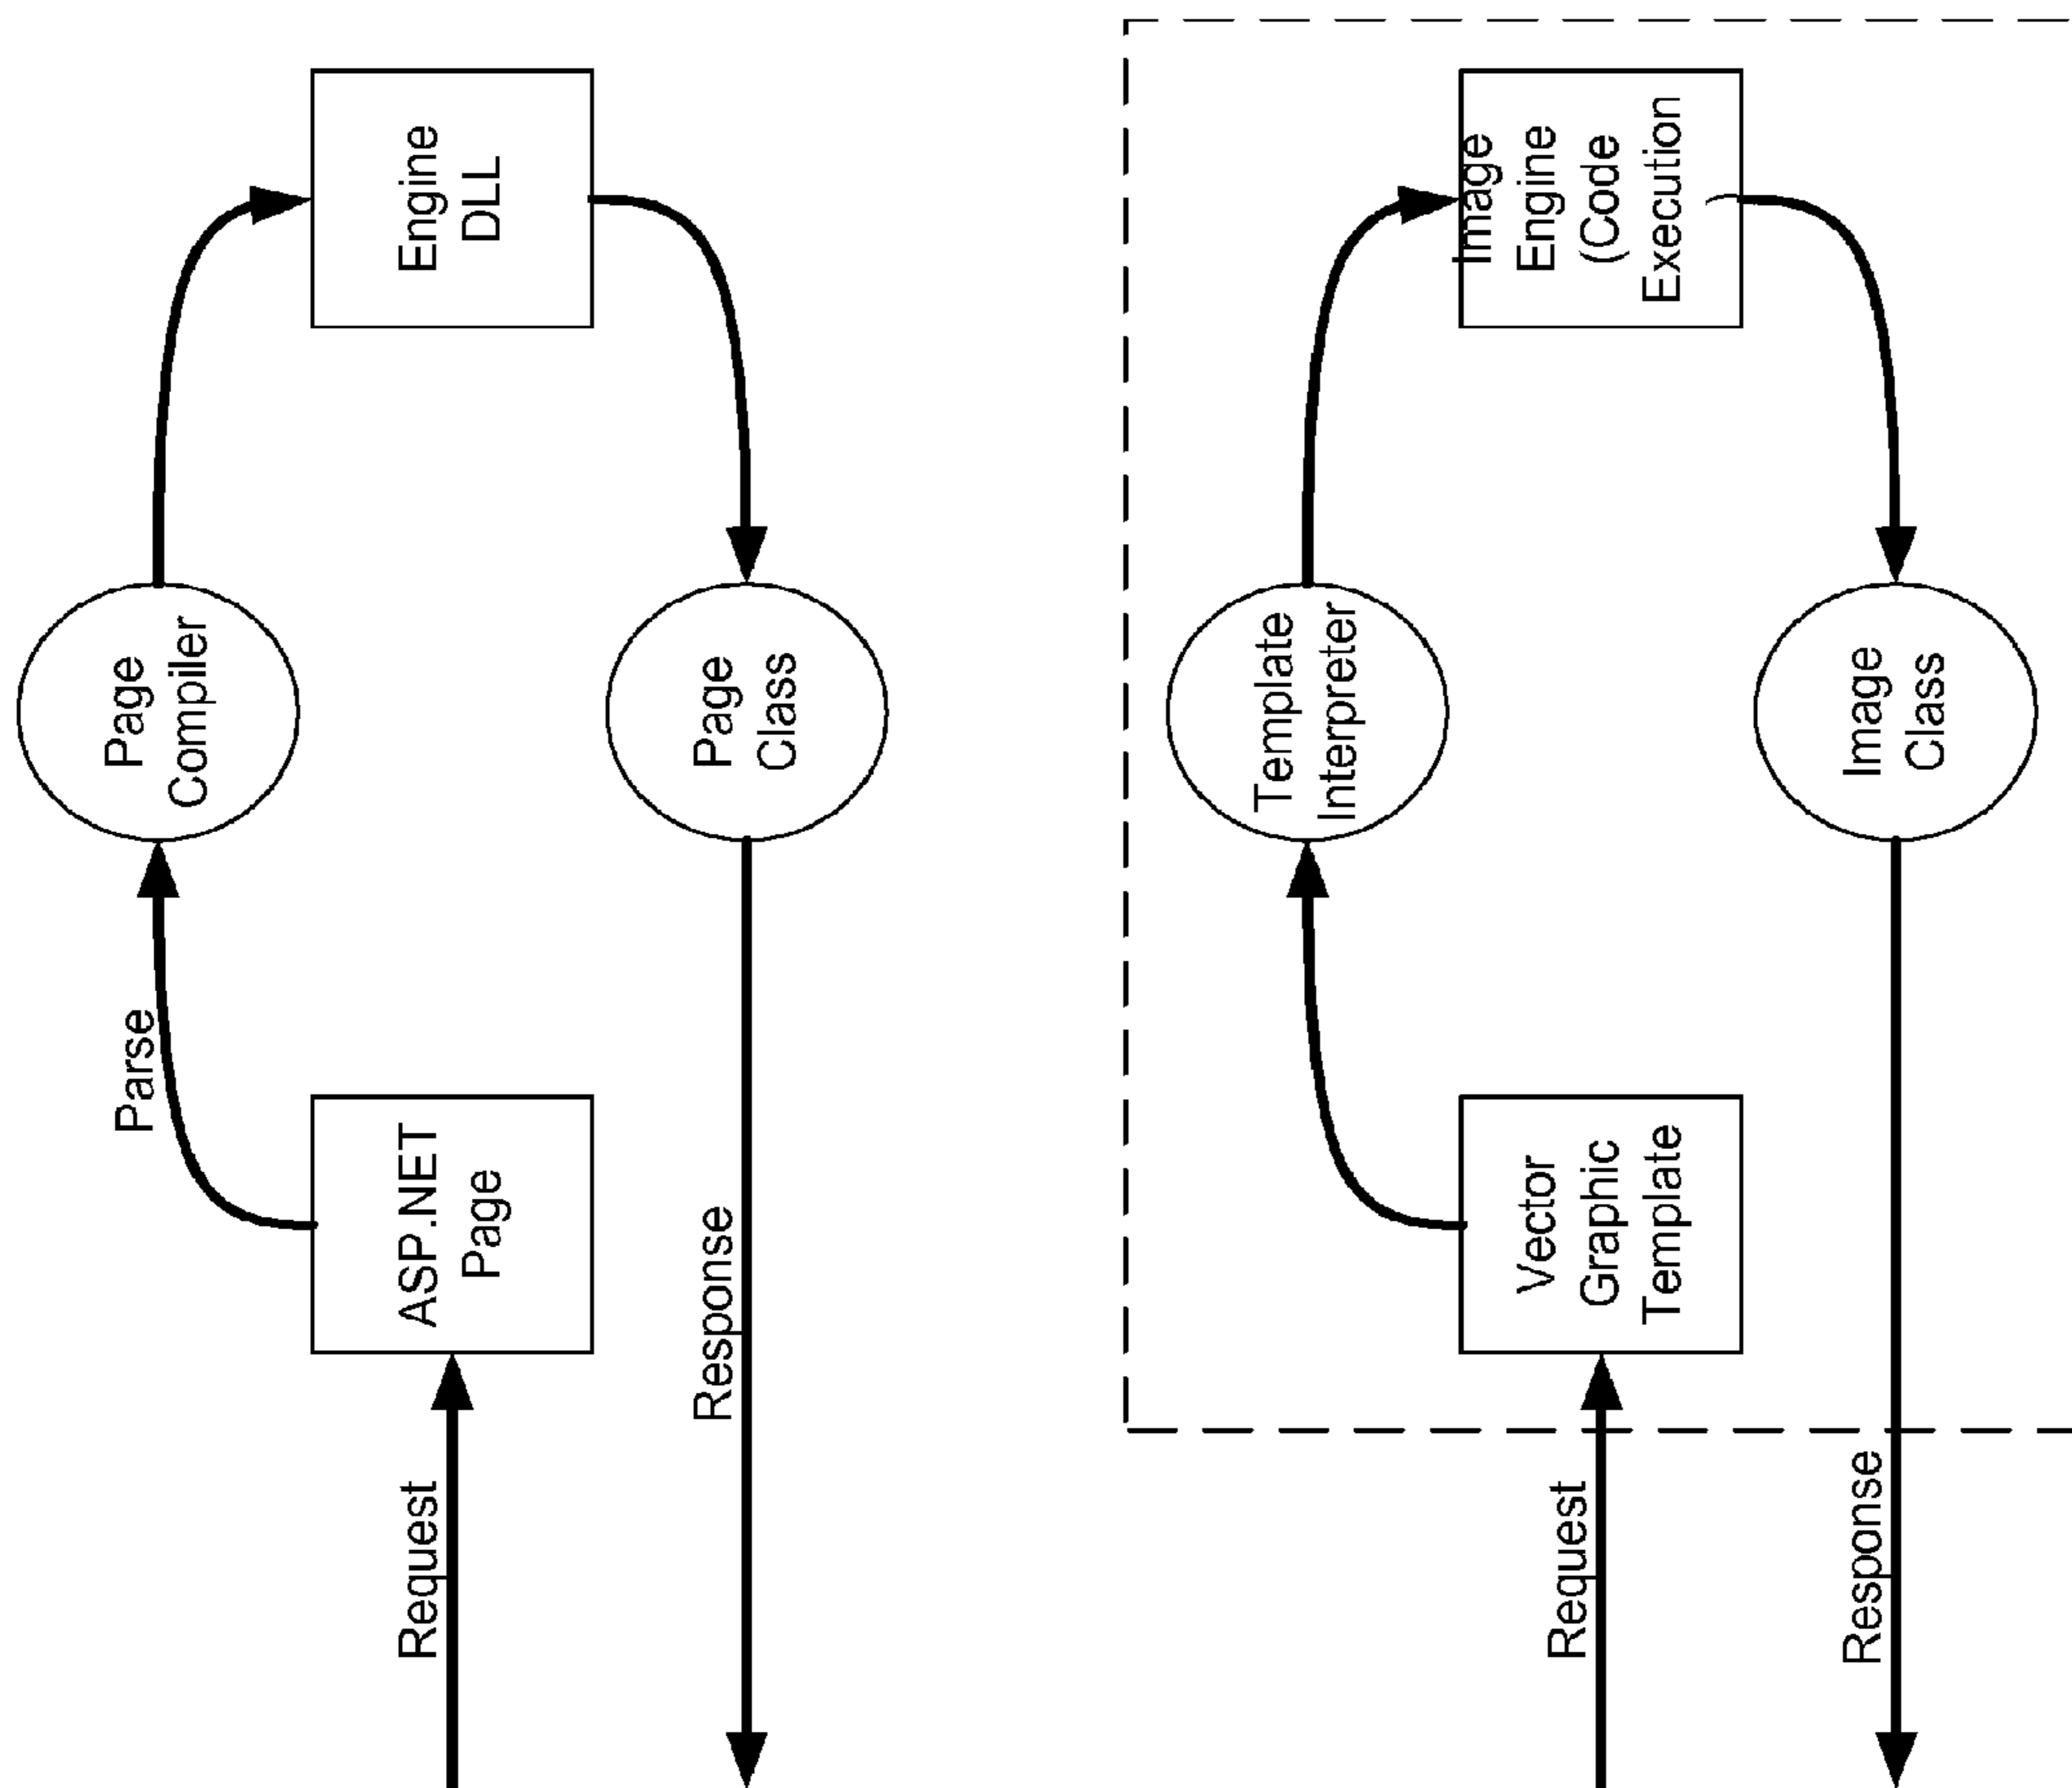 Request
ASP.NET
Page
Parse
Page
Compiler
Engine
DLL
Page
Class
Response
Request
Vector
Graphic
Template
Template
Interpreter
Image
Engine
(Code
Execution
)
Image
Class
Response